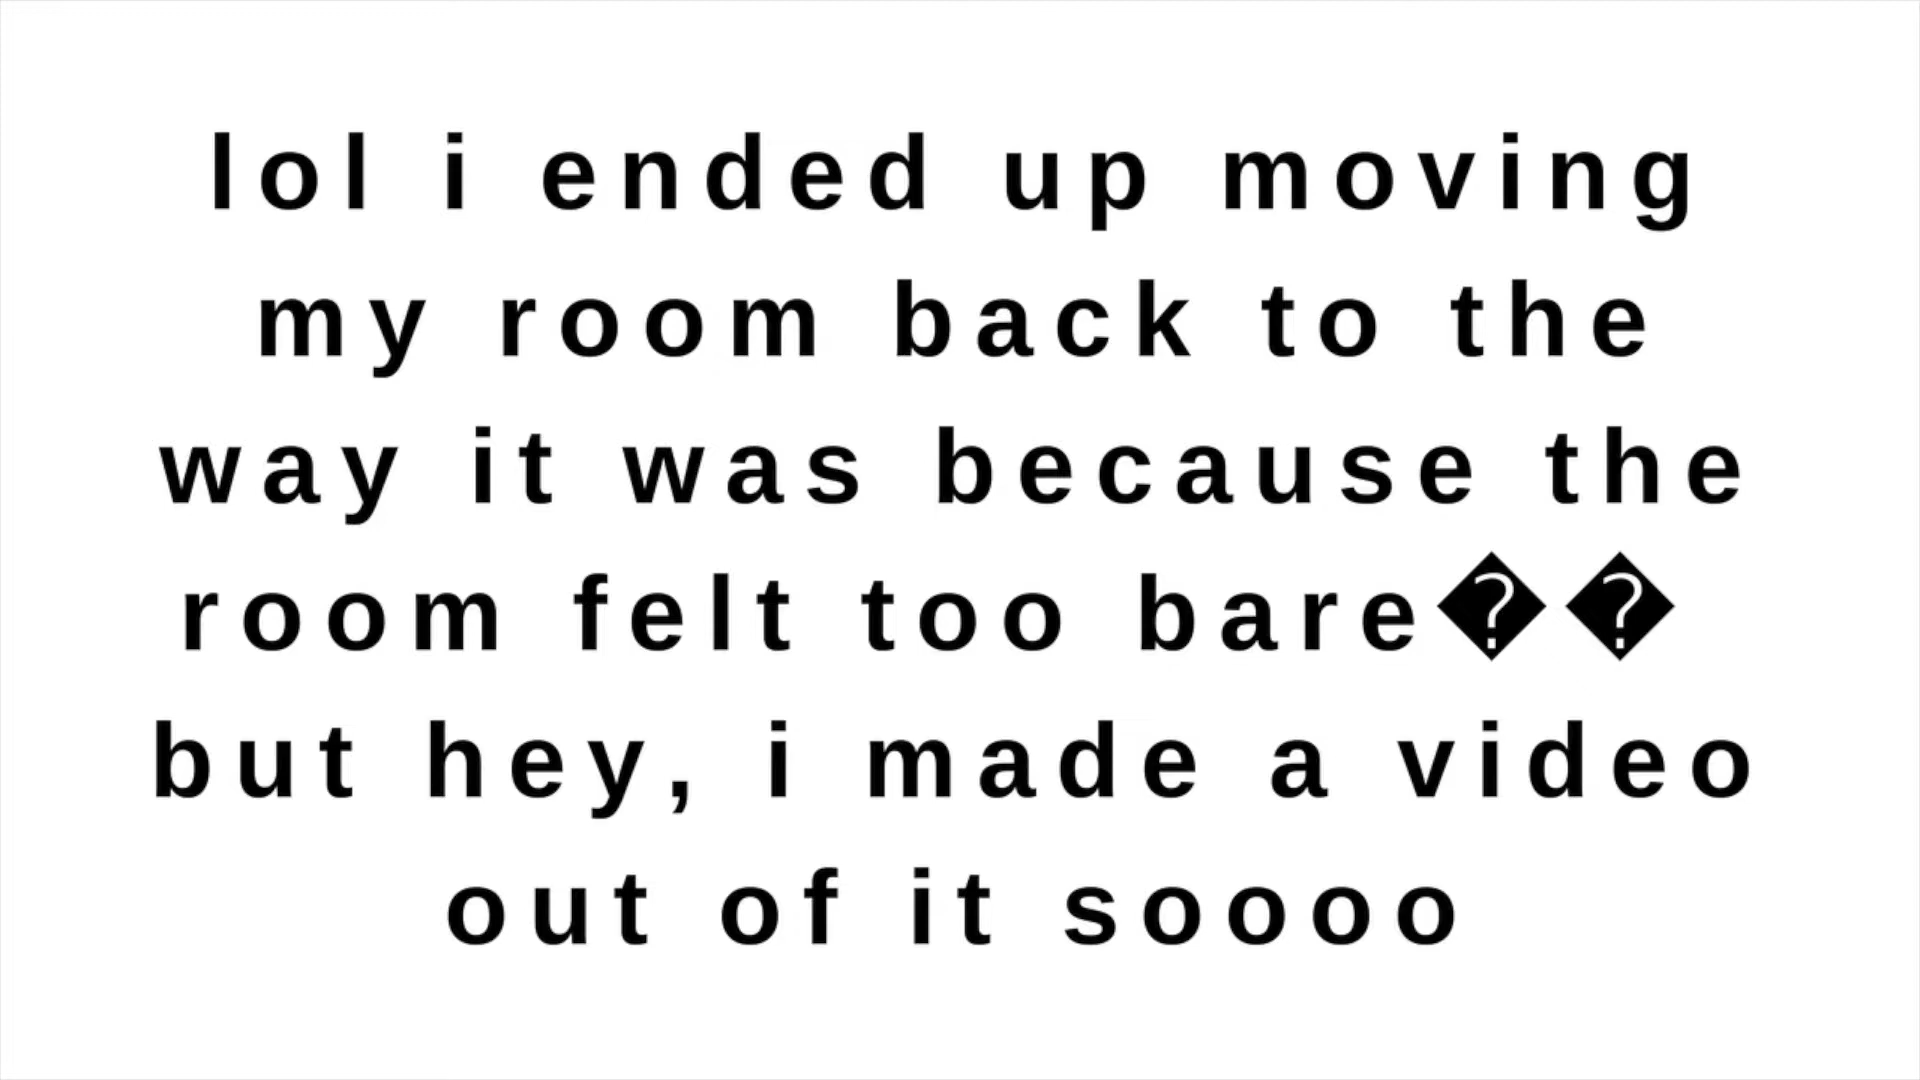 lol i ended up moving
my room back to the
way it was because the
room felt too bare��
but hey, i made a video
out of it soooo